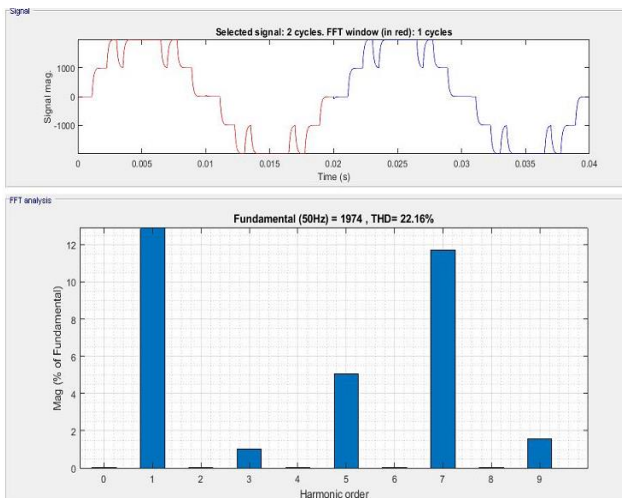 Signal
Selected signal: 2 cycles. FFT window (in red): 1 cycles
Signal mag.
1000
0
-1000
0 0.005 0.01 0.015 0.02 0.025 0.03 0.035 0.04
Time (s)
FFT analysis
Fundamental (50Hz) = 1974 , THD= 22.16%
Mag (% of Fundamental)
12
10
8
6
4
2
0
0 1 2 3 4 5 6 7 8 9
Harmonic order